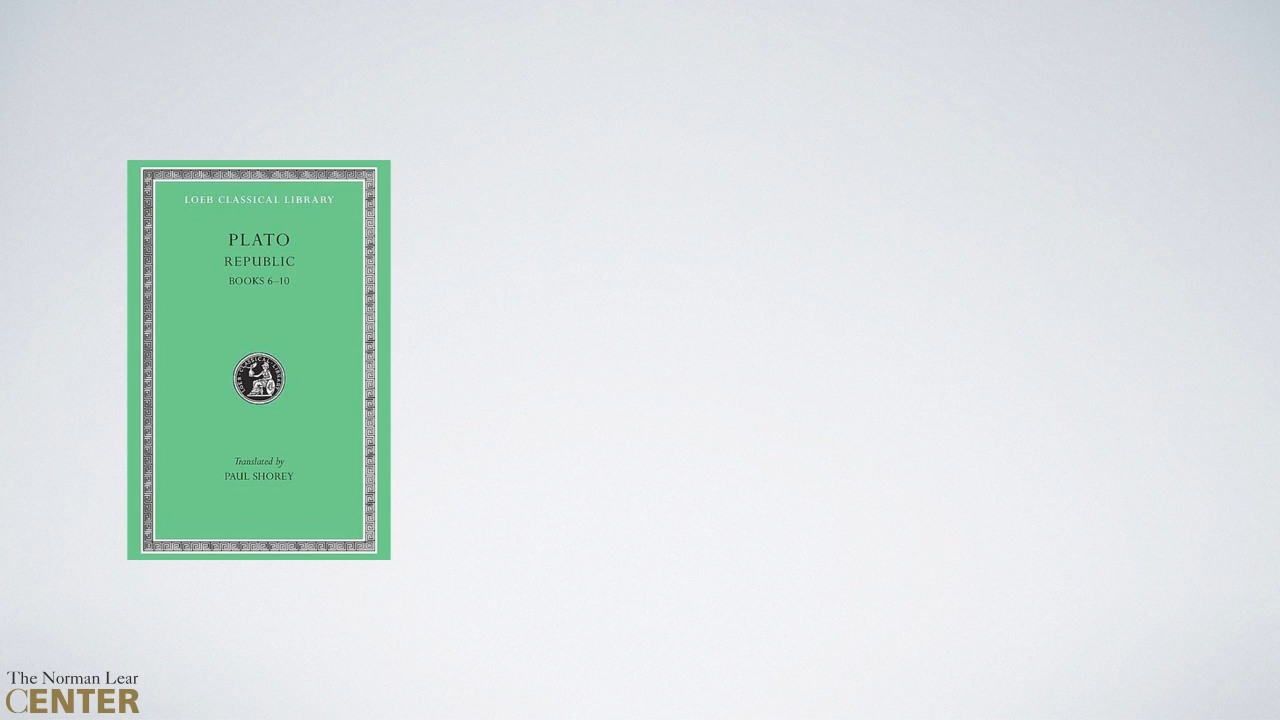 LOEB CLASSICAL LIBRARY
PLATO
REPUBLIC
BOOKS 6–10
Translated by
PAUL SHOREY
The Norman Lear
CENTER